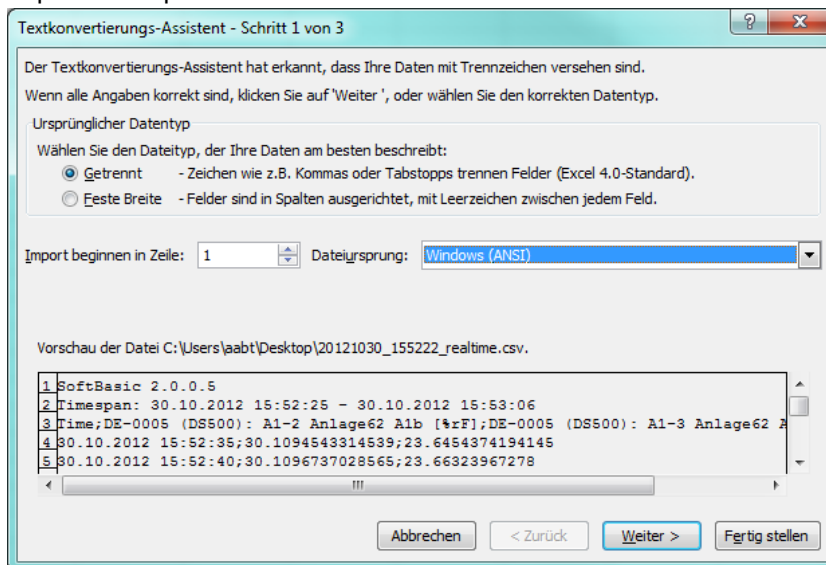 Textkonvertierungs-Assistent - Schritt 1 von 3
Der Textkonvertierungs-Assistent hat erkannt, dass Ihre Daten mit Trennzeichen versehen sind.
Wenn alle Angaben korrekt sind, klicken Sie auf 'Weiter ', oder wählen Sie den korrekten Datentyp.
Ursprünglicher Datentyp
Wählen Sie den Dateityp, der Ihre Daten am besten beschreibt:
Getrennt - Zeichen wie z.B. Kommas oder Tabstopps trennen Felder (Excel 4.0-Standard).
Feste Breite - Felder sind in Spalten ausgerichtet, mit Leerzeichen zwischen jedem Feld.
Import beginnen in Zeile: 1 Dateiursprung: Windows (ANSI)
Vorschau der Datei C:\Users\aabt\Desktop\20121030_155222_realtime.csv.
1 SoftBasic 2.0.0.5
2 Timespan: 30.10.2012 15:52:25 - 30.10.2012 15:53:06
3 Time;DE-0005 (DS500): A1-2 Anlage62 A1b [%rF];DE-0005 (DS500): A1-3 Anlage62 A
4 30.10.2012 15:52:35;30.1094543314539;23.6454374194145
5 30.10.2012 15:52:40;30.1096737028565;23.66323967278
Abbrechen < Zurück Weiter > Fertig stellen